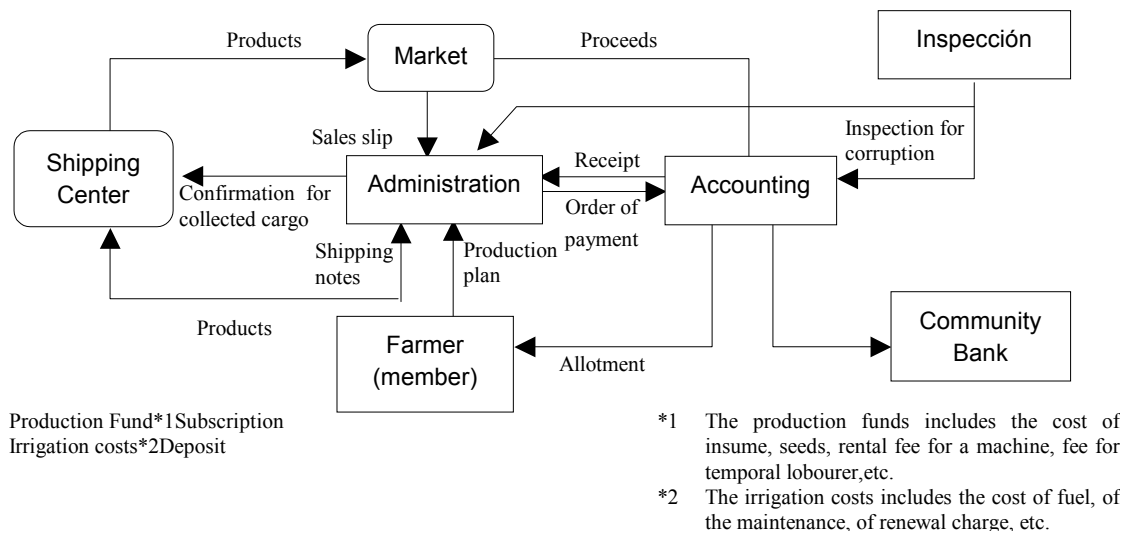 Products
Market
Proceeds
Inspección
Sales slip
Inspection for
corruption
Shipping
Center
Confirmation for
collected cargo
Administration
Receipt
Order of
payment
Accounting
Shipping
notes
Production
plan
Products
Farmer
(member)
Allotment
Community
Bank
Production Fund*1Subscription
Irrigation costs*2Deposit
*1 The production funds includes the cost of
insume, seeds, rental fee for a machine, fee for
temporal lobourer,etc.
*2 The irrigation costs includes the cost of fuel, of
the maintenance, of renewal charge, etc.